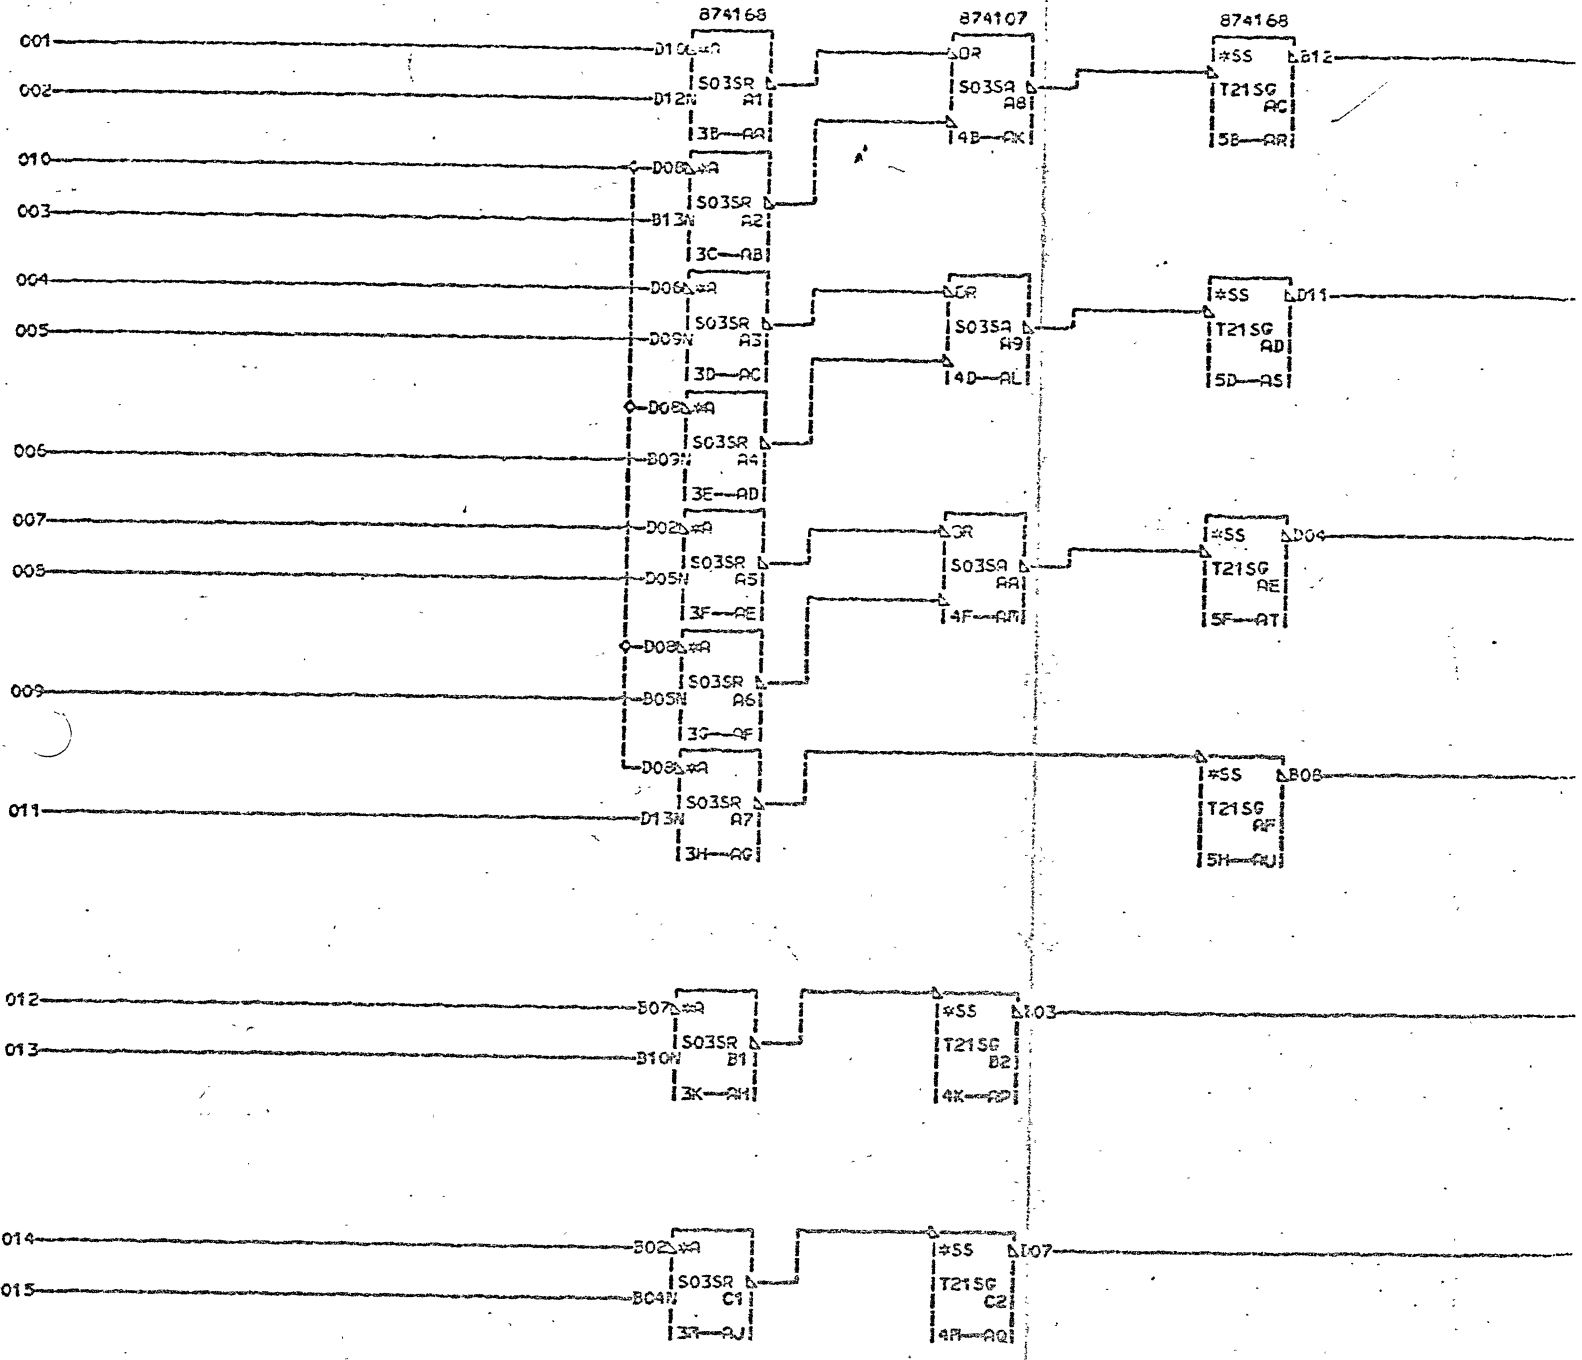 874168 874107 874168
001 D10 *A OR *SS B12
S03SR S03SA T21SG
002 D12N A1 A8 AC
3B—AA 4B—AK 5B—AR
010 D08 *A
S03SR
003 B13N A2
3C—AB
004 D06 *A OR *SS D11
S03SR S03SA T21SG
005 D09N A3 A9 AD
3D—AC 4D—AL 5D—AS
D08 *A
S03SR
006 B09N A4
3E—AD
007 D02 *A OR *SS D04
S03SR S03SA T21SG
008 D05N A5 AA AE
3F—AE 4F—AM 5F—AT
D08 *A
S03SR
009 B05N A6
3G—AF
D08 *A *SS B08
S03SR T21SG
011 D13N A7 AF
3H—AG 5H—AU
012 B07 *A *SS
S03SR T21SG
013 B10N B1 B2
3K—AH 4K—AP
014 B02 *A *SS D07
S03SR T21SG
015 B04N C1 C2
3M—AJ 4M—AQ